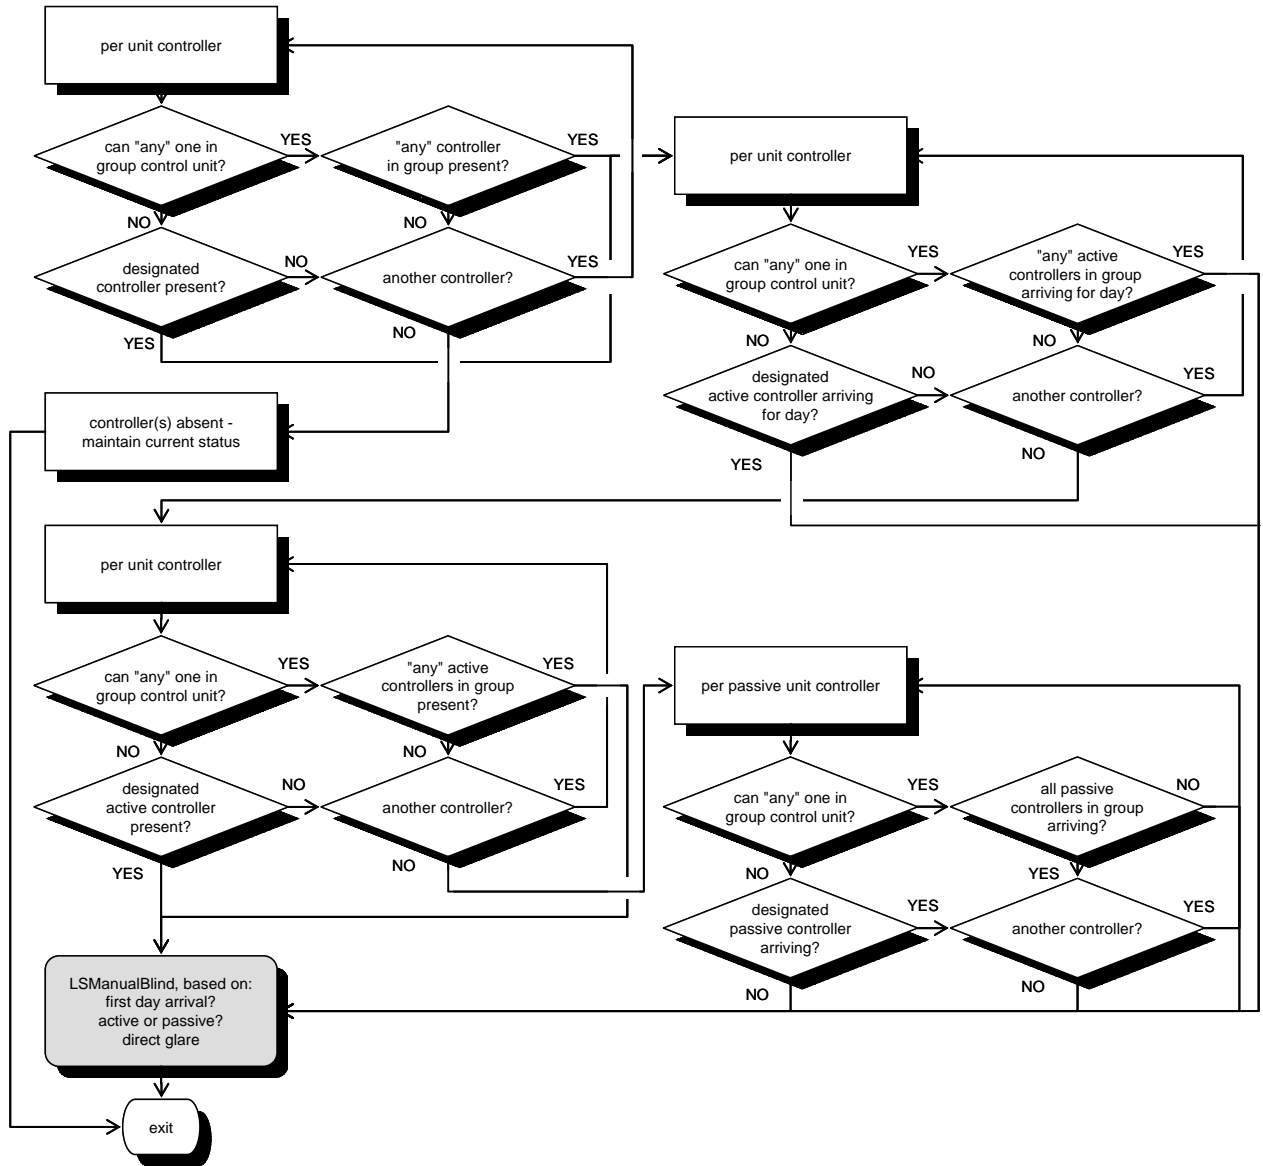 per unit controller
can "any" one in
group control unit?
YES
"any" controller
in group present?
YES
NO
NO
designated
controller present?
NO
another controller?
YES
YES
NO
controller(s) absent -
maintain current status
per unit controller
can "any" one in
group control unit?
YES
"any" active
controllers in group
arriving for day?
YES
NO
NO
designated
active controller arriving
for day?
NO
another controller?
YES
YES
NO
per unit controller
can "any" one in
group control unit?
YES
"any" active
controllers in group
present?
YES
NO
NO
designated
active controller
present?
NO
another controller?
YES
YES
NO
per passive unit controller
can "any" one in
group control unit?
YES
all passive
controllers in group
arriving?
NO
NO
YES
designated
passive controller
arriving?
YES
another controller?
YES
NO
NO
LSManualBlind, based on:
first day arrival?
active or passive?
direct glare
exit